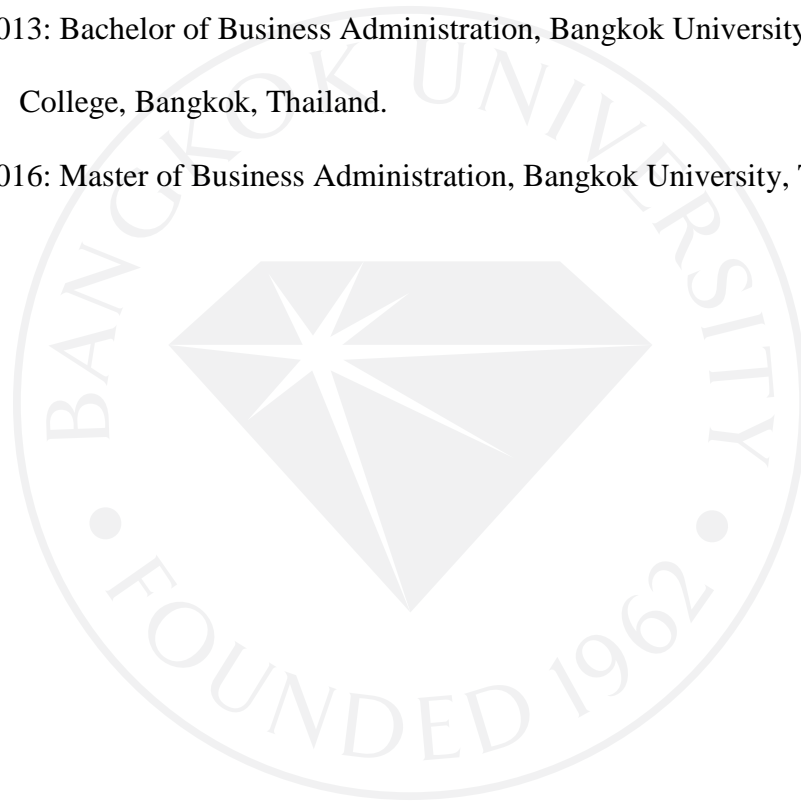 013: Bachelor of Business Administration, Bangkok University
College, Bangkok, Thailand.
016: Master of Business Administration, Bangkok University,
BANGKOK UNIVERSITY
FOUNDED 1962